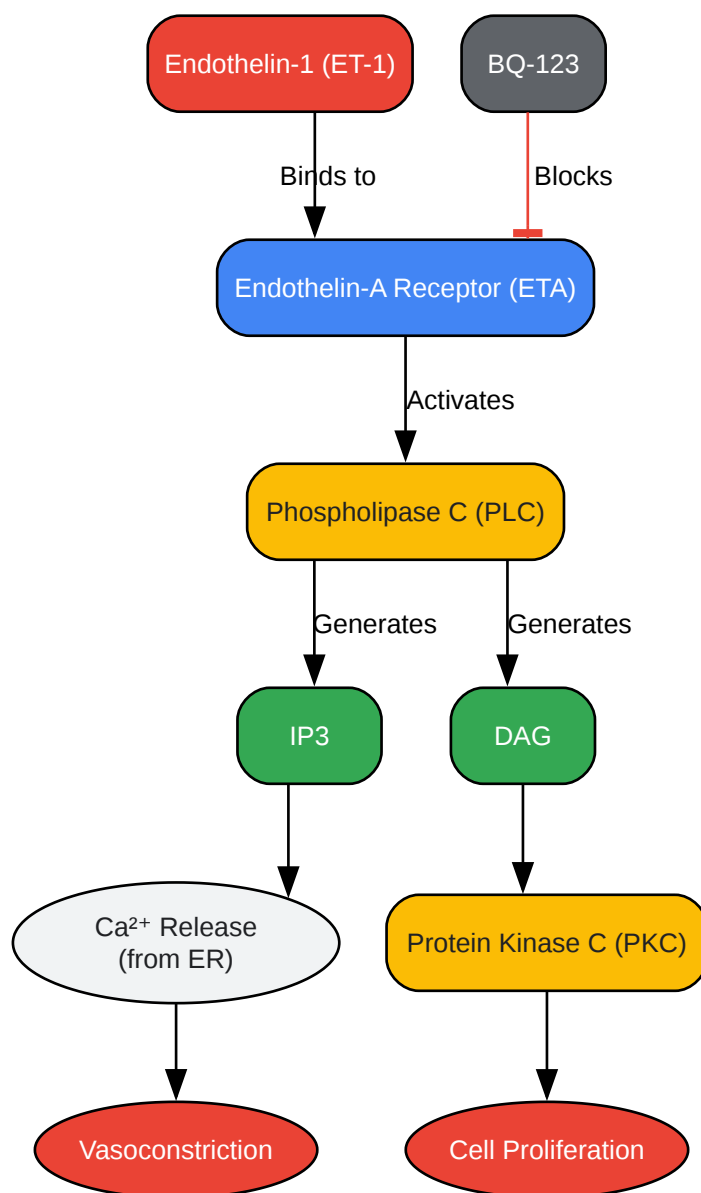 Endothelin-1 (ET-1)
BQ-123
Binds to
Blocks
Endothelin-A Receptor (ETA)
Activates
Phospholipase C (PLC)
Generates
Generates
IP3
DAG
Ca²⁺ Release
(from ER)
Protein Kinase C (PKC)
Vasoconstriction
Cell Proliferation